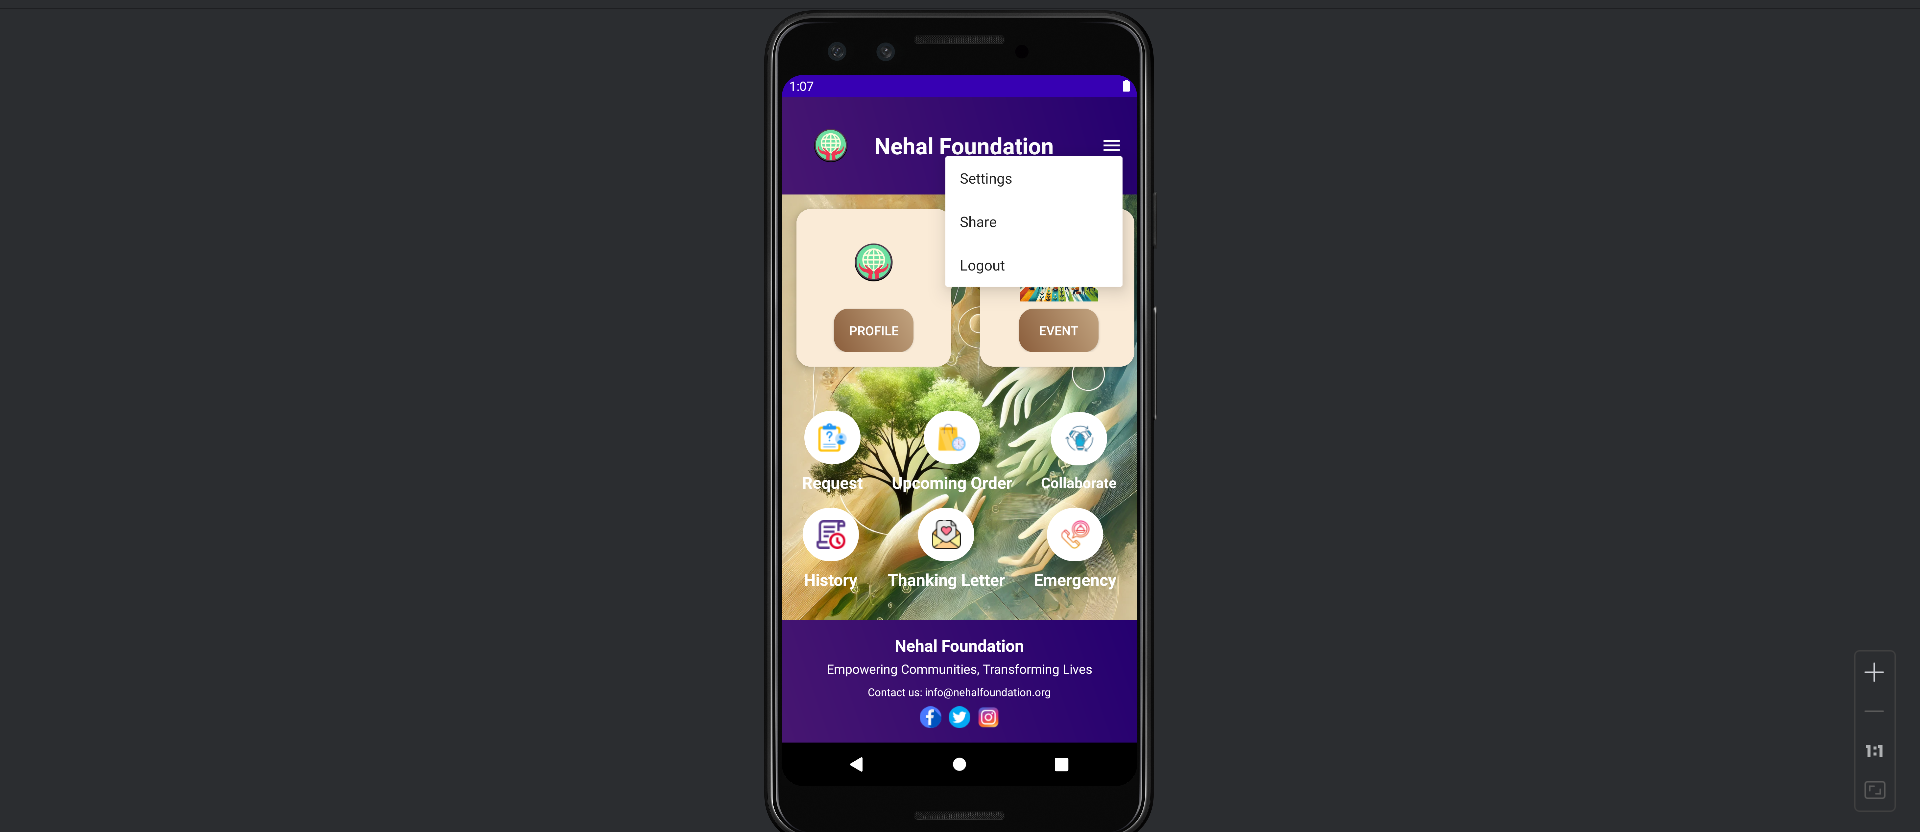 1:07
Nehal Foundation
Settings
Share
Logout
PROFILE
EVENT
Request
Upcoming Order
Collaborate
History
Thanking Letter
Emergency
Nehal Foundation
Empowering Communities, Transforming Lives
Contact us: info@nehalfoundation.org
1:1